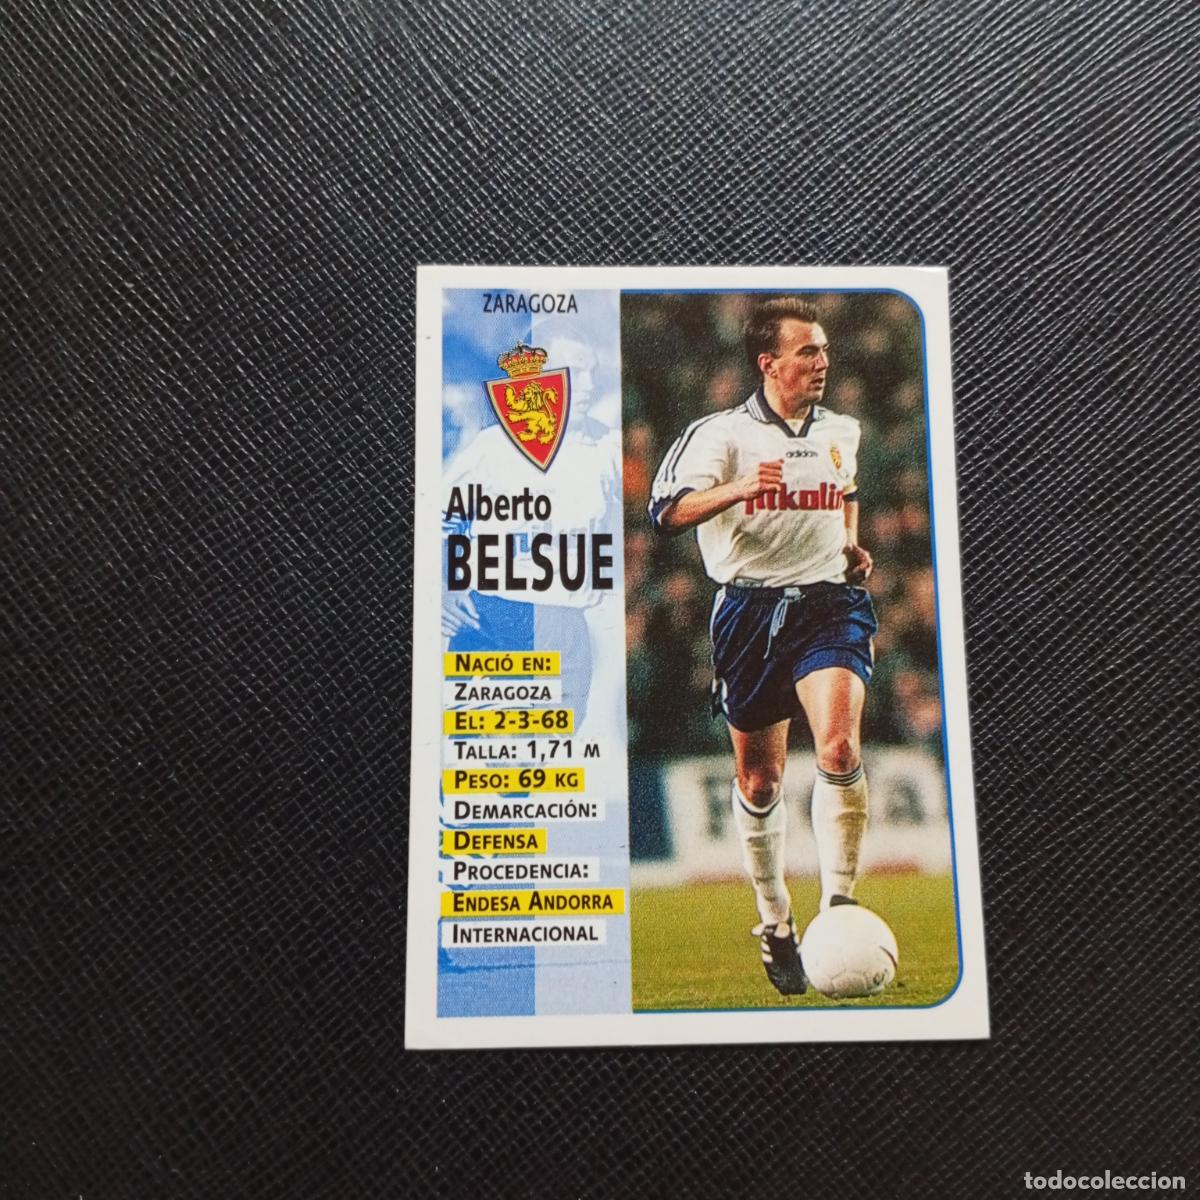 ZARAGOZA
Alberto
BELSUE
NACIÓ EN:
ZARAGOZA
EL: 2-3-68
TALLA: 1,71 M
PESO: 69 KG
DEMARCACIÓN:
DEFENSA
PROCEDENCIA:
ENDESA ANDORRA
INTERNACIONAL
adidas
todocoleccion